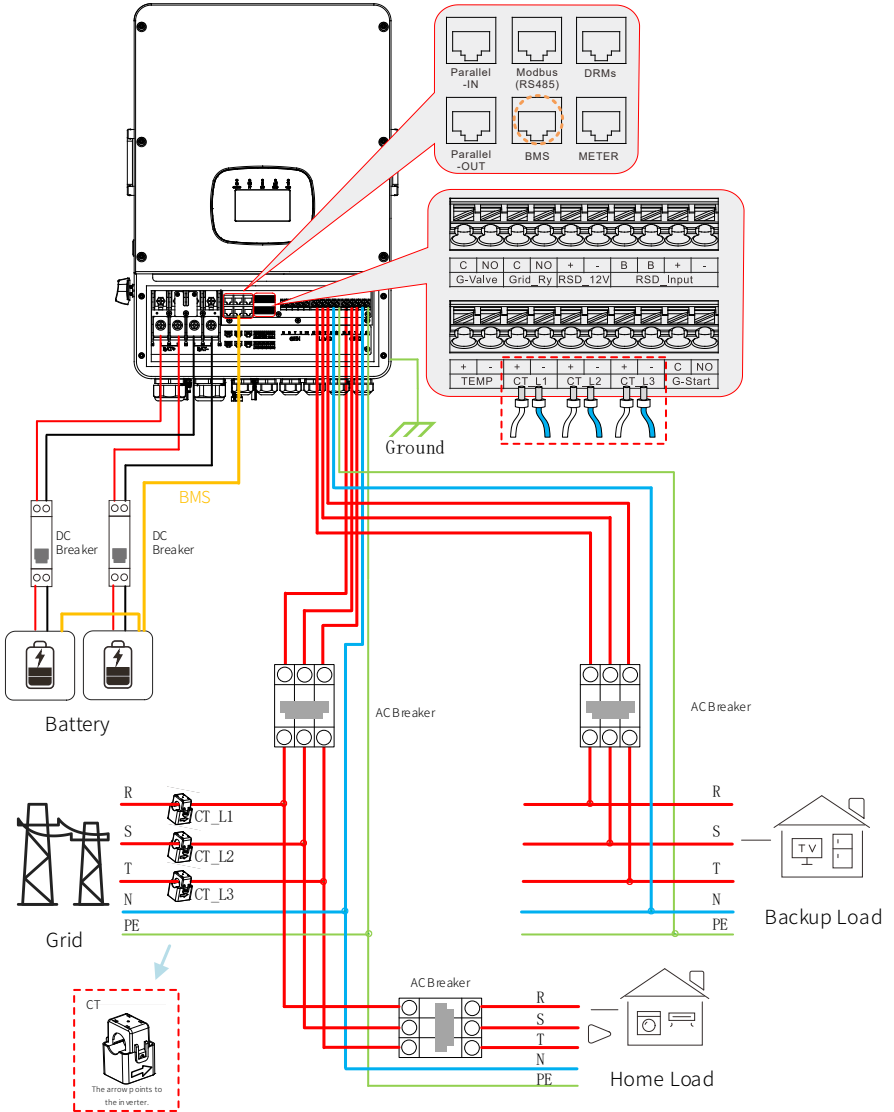 Parallel
-IN
Modbus
(RS485)
DRMs
Parallel
-OUT
BMS
METER
C NO C NO + - B B + -
G-Valve Grid_Ry RSD_12V RSD_Input
+ - + - + - + - C NO
TEMP CT_L1 CT_L2 CT_L3 G-Start
Ground
BMS
DC
Breaker
DC
Breaker
Battery
AC Breaker
AC Breaker
R
CT_L1
S
CT_L2
T
CT_L3
N
PE
Grid
R
S
T
N
PE
TV
Backup Load
CT
The arrow points to
the inverter.
AC Breaker
R
S
T
N
PE
Home Load